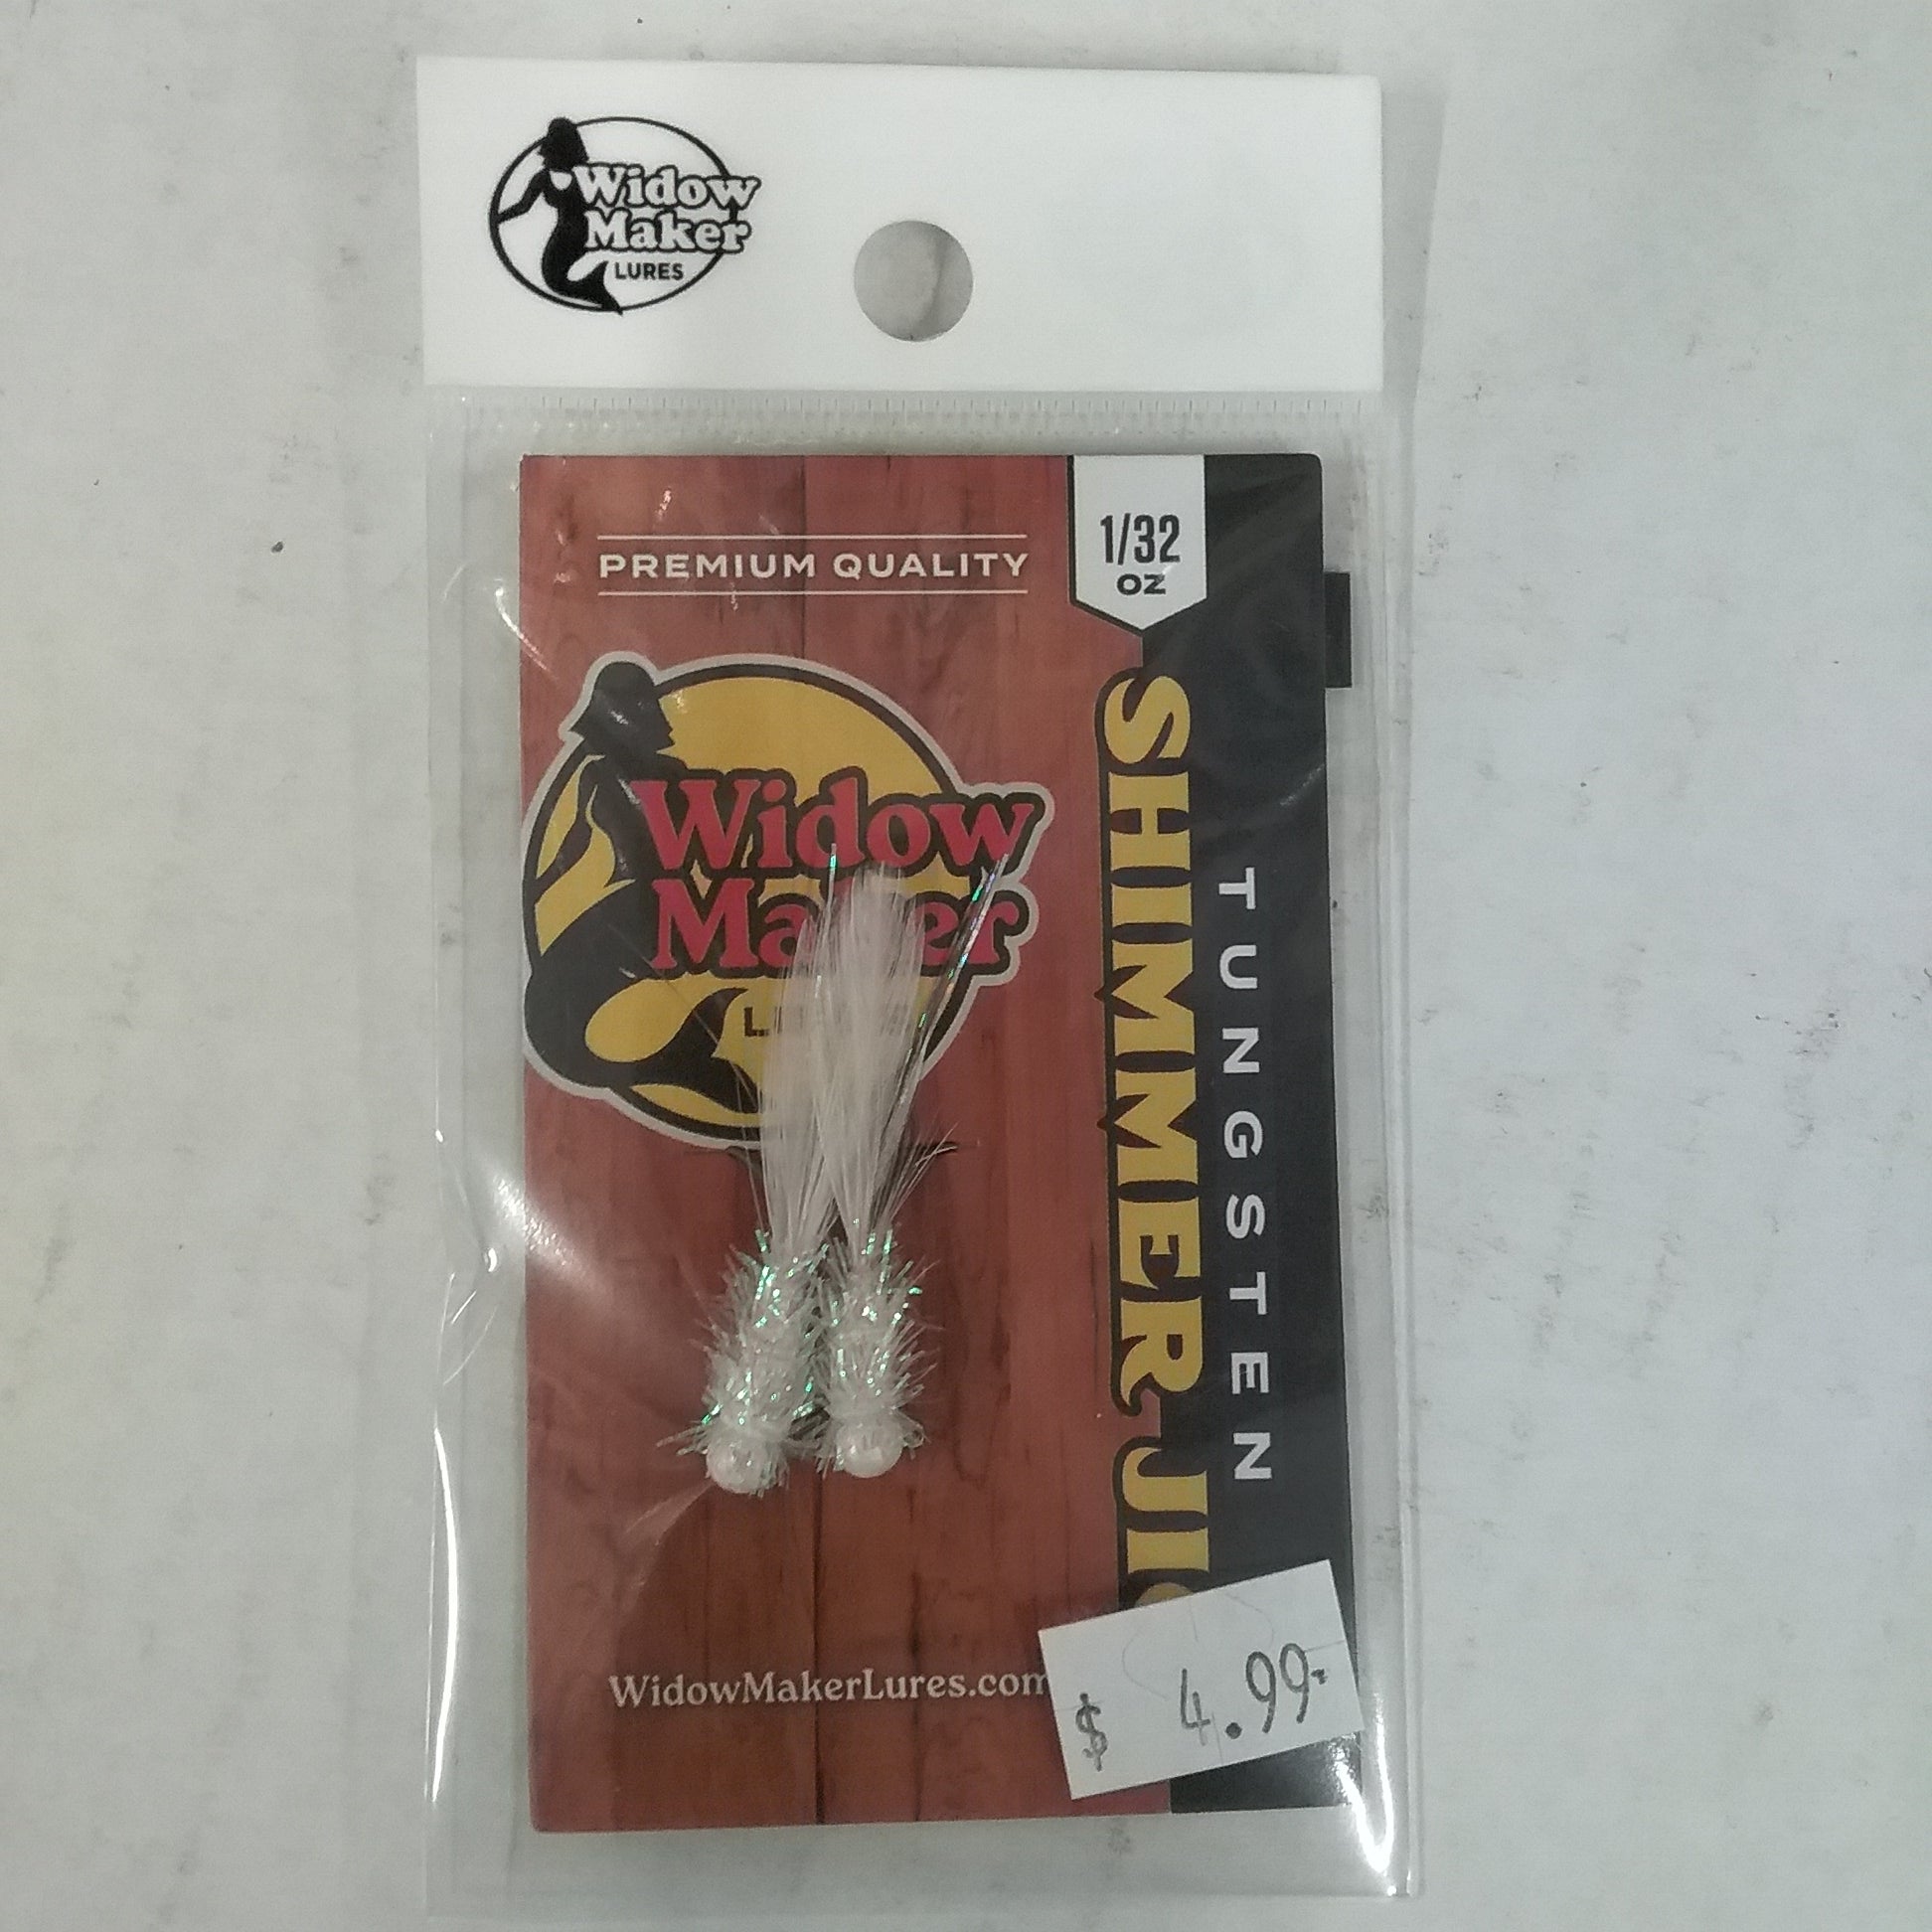 Widow
Maker
LURES
PREMIUM QUALITY
1/32
OZ
Widow
Maker
SHIMMER JIG
TUNGSTEN
WidowMakerLures.com
$ 4.99-